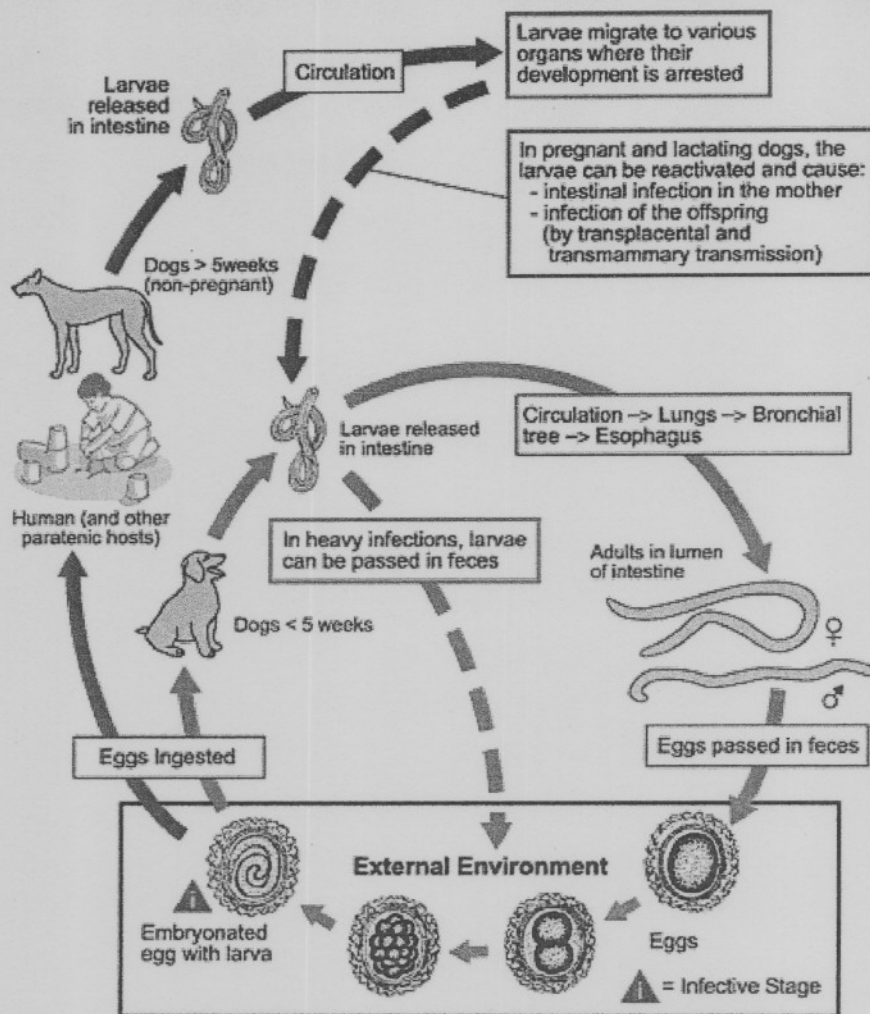 Larvae migrate to various
organs where their
development is arrested
Circulation
Larvae
released
in intestine
In pregnant and lactating dogs, the
larvae can be reactivated and cause:
- intestinal infection in the mother
- infection of the offspring
(by transplacental and
transmammary transmission)
Dogs > 5weeks
(non-pregnant)
Circulation –> Lungs –> Bronchial
tree –> Esophagus
Larvae released
in intestine
Human (and other
paratenic hosts)
In heavy infections, larvae
can be passed in feces
Adults in lumen
of intestine
♀
Dogs < 5 weeks
♂
Eggs Ingested
Eggs passed in feces
External Environment
i
Embryonated
egg with larva
Eggs
i = Infective Stage